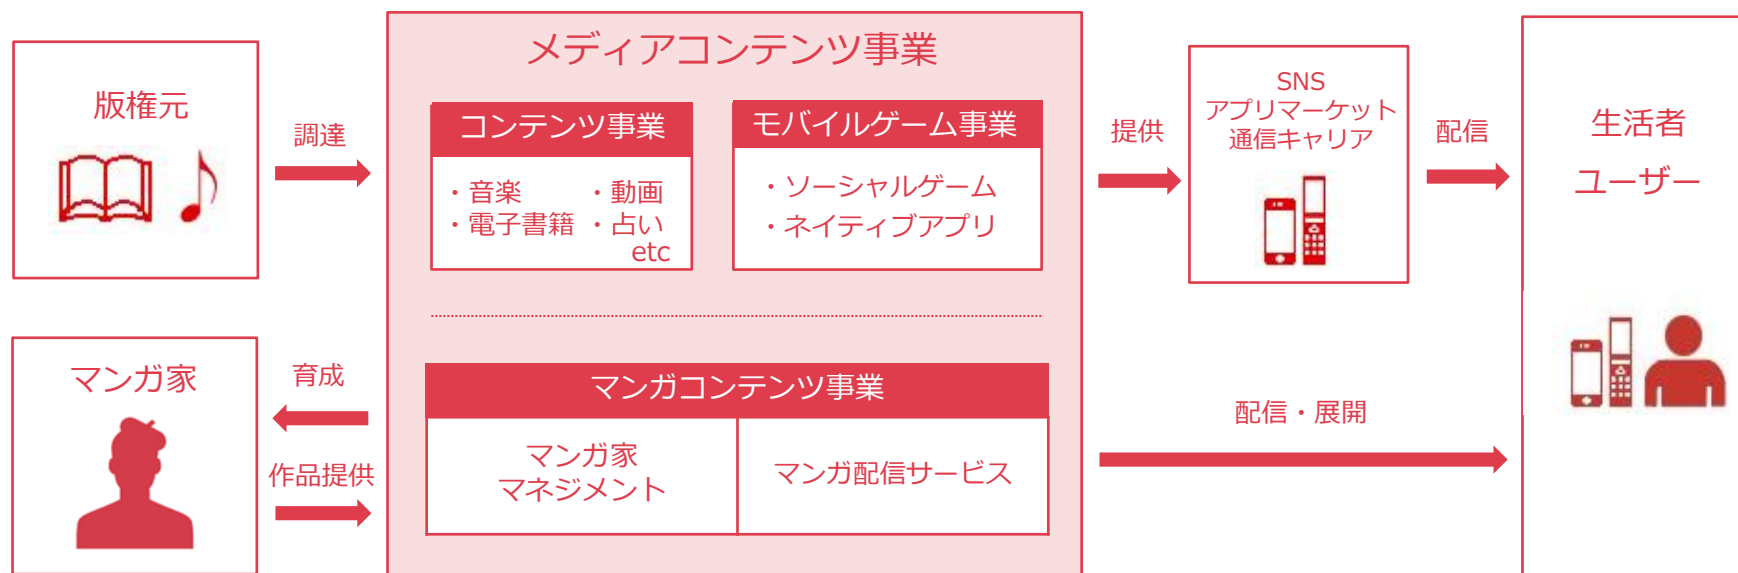 メディアコンテンツ事業
版権元
調達
コンテンツ事業
・音楽 ・動画
・電子書籍 ・占い
etc
モバイルゲーム事業
・ソーシャルゲーム
・ネイティブアプリ
提供
SNS
アプリマーケット
通信キャリア
配信
生活者
ユーザー
マンガ家
育成
作品提供
マンガコンテンツ事業
マンガ家
マネジメント
マンガ配信サービス
配信・展開